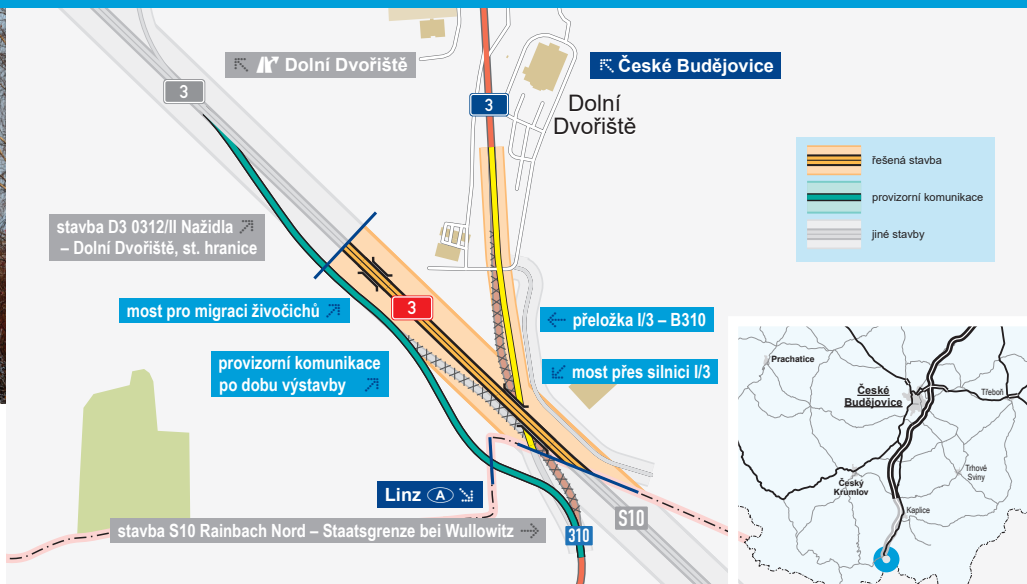 Dolní Dvořiště
České Budějovice
3
3
Dolní
Dvořiště
řešená stavba
provizorní komunikace
jiné stavby
stavba D3 0312/II Nažidla
– Dolní Dvořiště, st. hranice
most pro migraci živočichů
3
přeložka I/3 – B310
provizorní komunikace
po dobu výstavby
most přes silnici I/3
Linz A
S10
stavba S10 Rainbach Nord – Staatsgrenze bei Wullowitz
310
Prachatice
České
Budějovice
Třeboň
Trhové
Sviny
Český
Krumlov
Kaplice